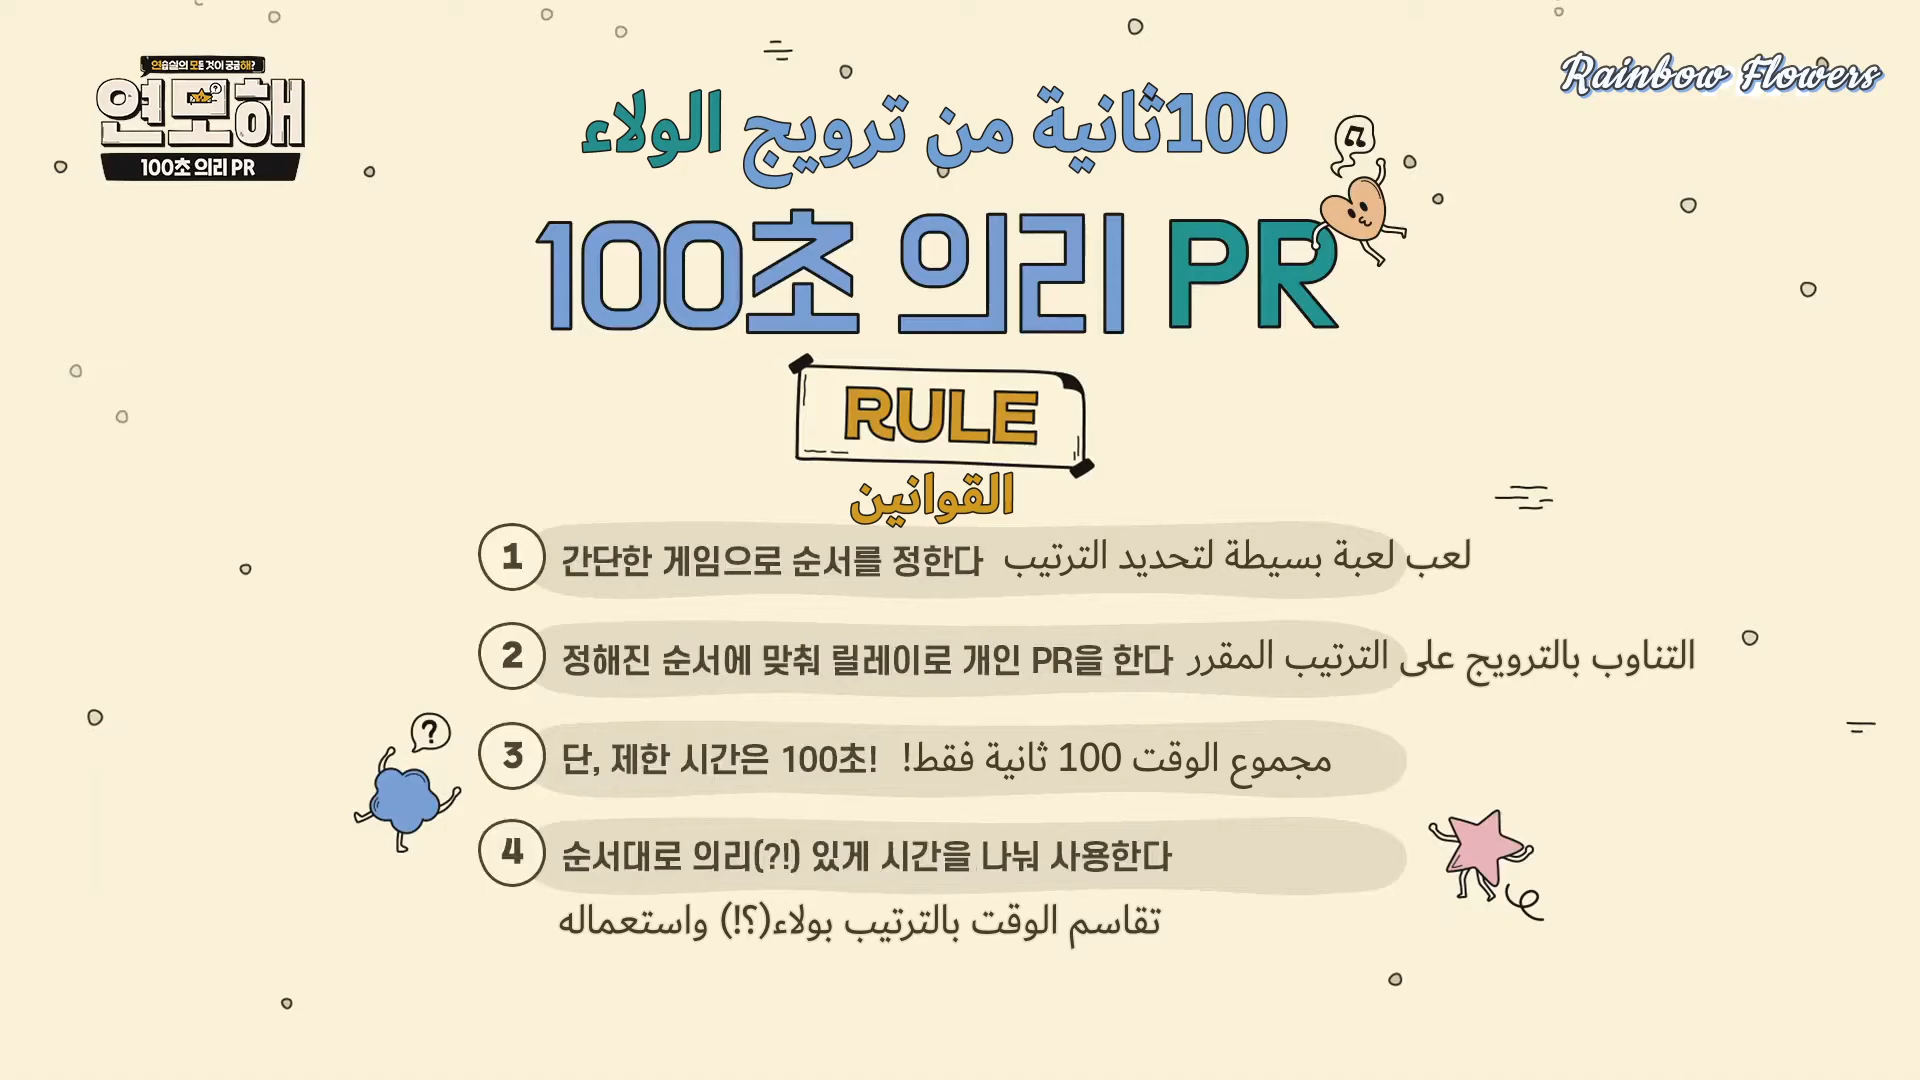 연습실의 모든 것이 궁금해?
연모해
100초 의리 PR
Rainbow Flowers
100ثانية من ترويج الولاء
100초 의리 PR
RULE
القوانين
1 간단한 게임으로 순서를 정한다 لعب لعبة بسيطة لتحديد الترتيب
2 정해진 순서에 맞춰 릴레이로 개인 PR을 한다 التناوب بالترويج على الترتيب المقرر
3 단, 제한 시간은 100초! مجموع الوقت 100 ثانية فقط!
4 순서대로 의리(?!) 있게 시간을 나눠 사용한다
تقاسم الوقت بالترتيب بولاء(؟!) واستعماله
?